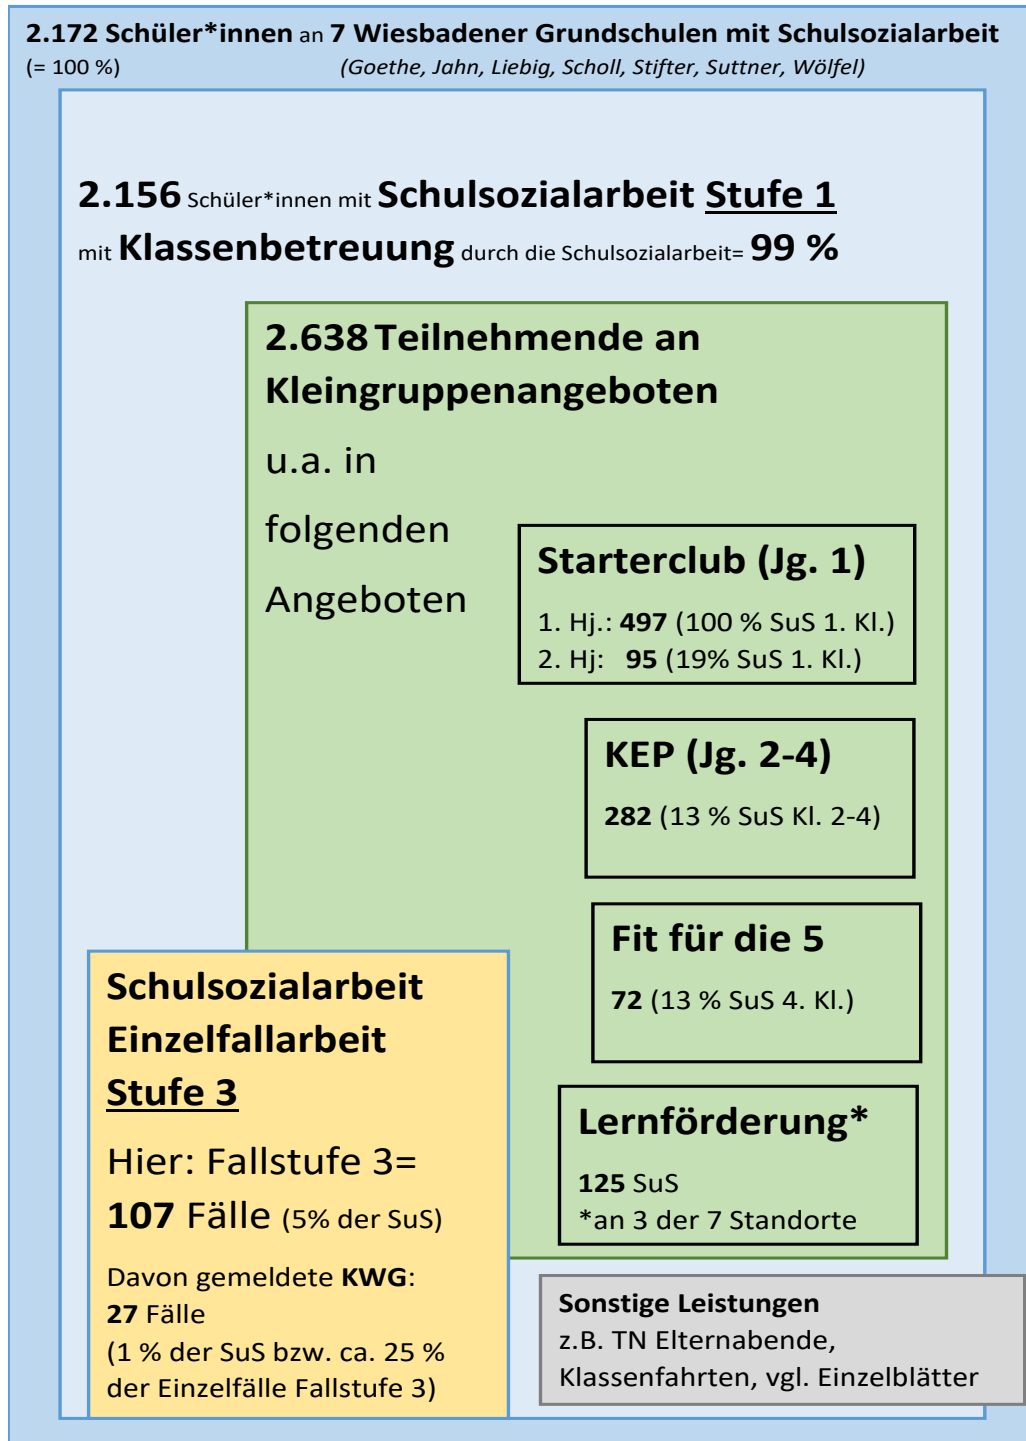 2.172 Schüler*innen an 7 Wiesbadener Grundschulen mit Schulsozialarbeit
(= 100 %) (Goethe, Jahn, Liebig, Scholl, Stifter, Suttner, Wölfel)
2.156 Schüler*innen mit Schulsozialarbeit Stufe 1
mit Klassenbetreuung durch die Schulsozialarbeit= 99 %
2.638 Teilnehmende an
Kleingruppenangeboten
u.a. in
folgenden
Angeboten
Starterclub (Jg. 1)
1. Hj.: 497 (100 % SuS 1. Kl.)
2. Hj: 95 (19% SuS 1. Kl.)
KEP (Jg. 2-4)
282 (13 % SuS Kl. 2-4)
Fit für die 5
72 (13 % SuS 4. Kl.)
Lernförderung*
125 SuS
*an 3 der 7 Standorte
Schulsozialarbeit
Einzelfallarbeit
Stufe 3
Hier: Fallstufe 3=
107 Fälle (5% der SuS)
Davon gemeldete KWG:
27 Fälle
(1 % der SuS bzw. ca. 25 %
der Einzelfälle Fallstufe 3)
Sonstige Leistungen
z.B. TN Elternabende,
Klassenfahrten, vgl. Einzelblätter